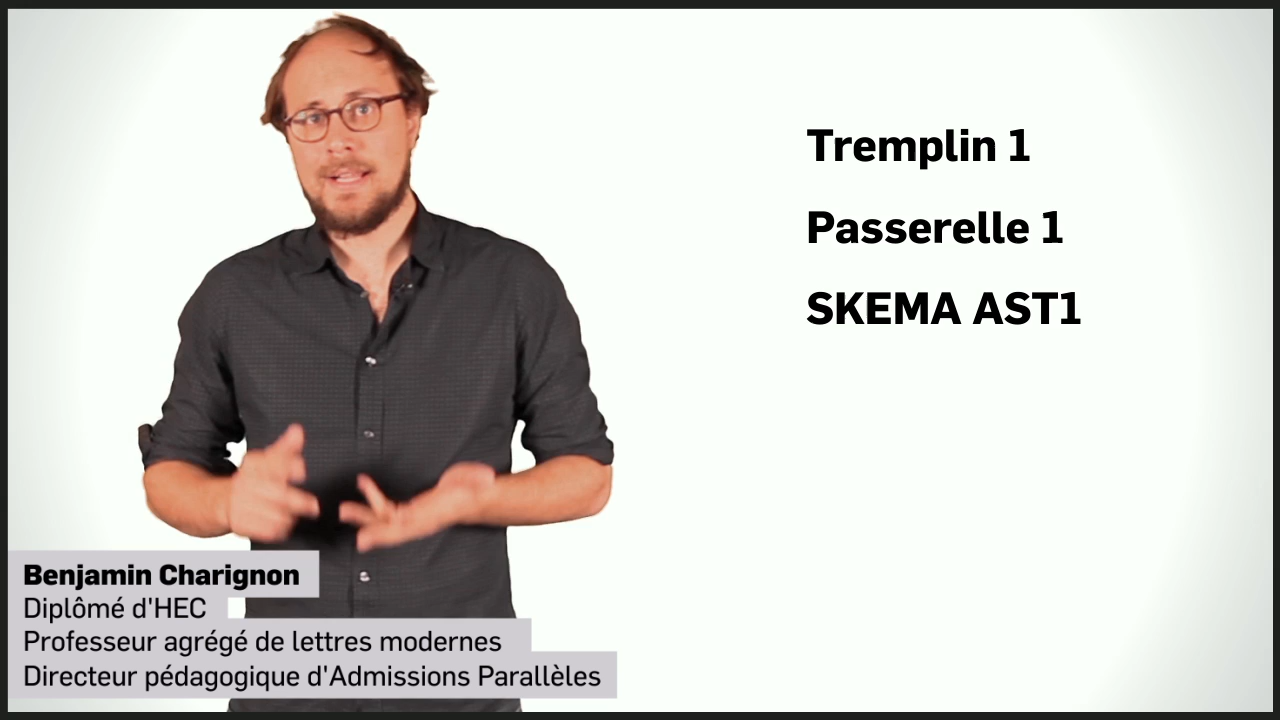 Tremplin 1
Passerelle 1
SKEMA AST1
Benjamin Charignon
Diplômé d'HEC
Professeur agrégé de lettres modernes
Directeur pédagogique d'Admissions Parallèles